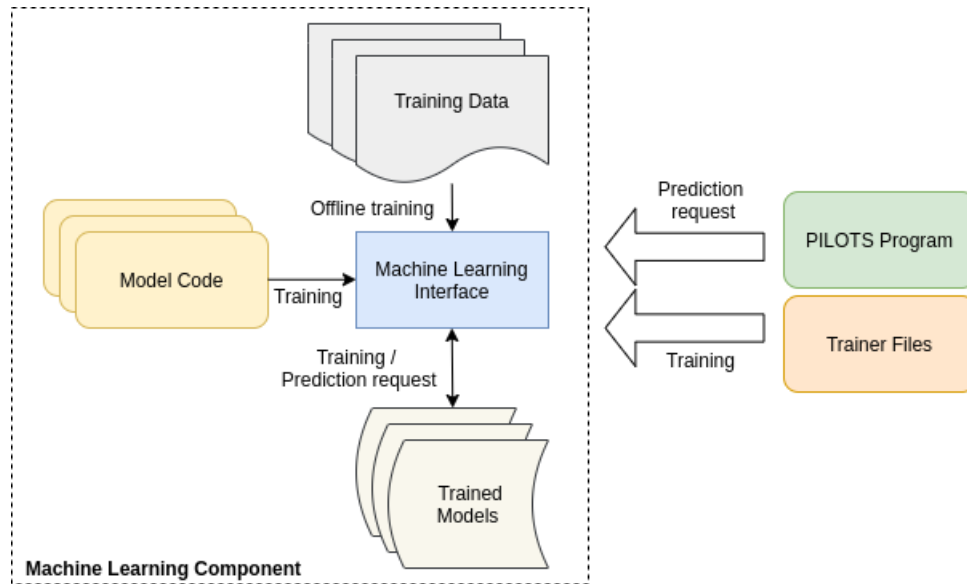 Training Data
Offline training
Prediction
request
PILOTS Program
Model Code
Training
Machine Learning
Interface
Trainer Files
Training
Training /
Prediction request
Trained
Models
Machine Learning Component